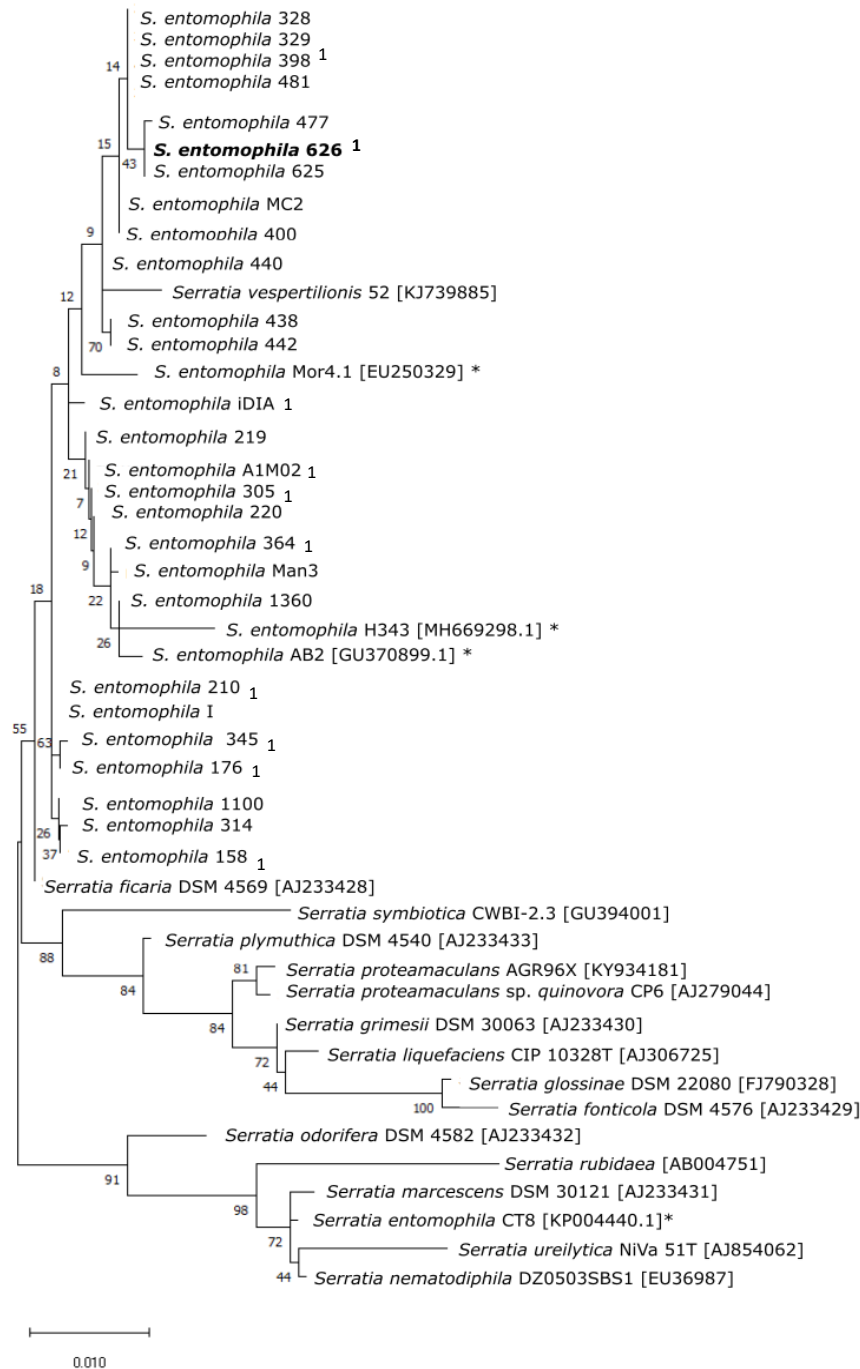 S. entomophila 328
S. entomophila 329
S. entomophila 398 1
14
S. entomophila 481
S. entomophila 477
15
S. entomophila 626 1
43
S. entomophila 625
S. entomophila MC2
9
S. entomophila 400
S. entomophila 440
Serratia vespertilionis 52 [KJ739885]
12
S. entomophila 438
70
S. entomophila 442
8
S. entomophila Mor4.1 [EU250329] *
S. entomophila iDIA 1
S. entomophila 219
21
S. entomophila A1M02 1
7
S. entomophila 305 1
S. entomophila 220
12
S. entomophila 364 1
9
S. entomophila Man3
18
22
S. entomophila 1360
S. entomophila H343 [MH669298.1] *
26
S. entomophila AB2 [GU370899.1] *
S. entomophila 210 1
S. entomophila I
55
63
S. entomophila 345 1
S. entomophila 176 1
S. entomophila 1100
26
S. entomophila 314
37
S. entomophila 158 1
Serratia ficaria DSM 4569 [AJ233428]
Serratia symbiotica CWBI-2.3 [GU394001]
88
Serratia plymuthica DSM 4540 [AJ233433]
84
81
Serratia proteamaculans AGR96X [KY934181]
Serratia proteamaculans sp. quinovora CP6 [AJ279044]
84
Serratia grimesii DSM 30063 [AJ233430]
72
Serratia liquefaciens CIP 10328T [AJ306725]
44
Serratia glossinae DSM 22080 [FJ790328]
100
Serratia fonticola DSM 4576 [AJ233429]
Serratia odorifera DSM 4582 [AJ233432]
91
Serratia rubidaea [AB004751]
98
Serratia marcescens DSM 30121 [AJ233431]
Serratia entomophila CT8 [KP004440.1]*
72
Serratia ureilytica NiVa 51T [AJ854062]
44
Serratia nematodiphila DZ0503SBS1 [EU36987]
0.010